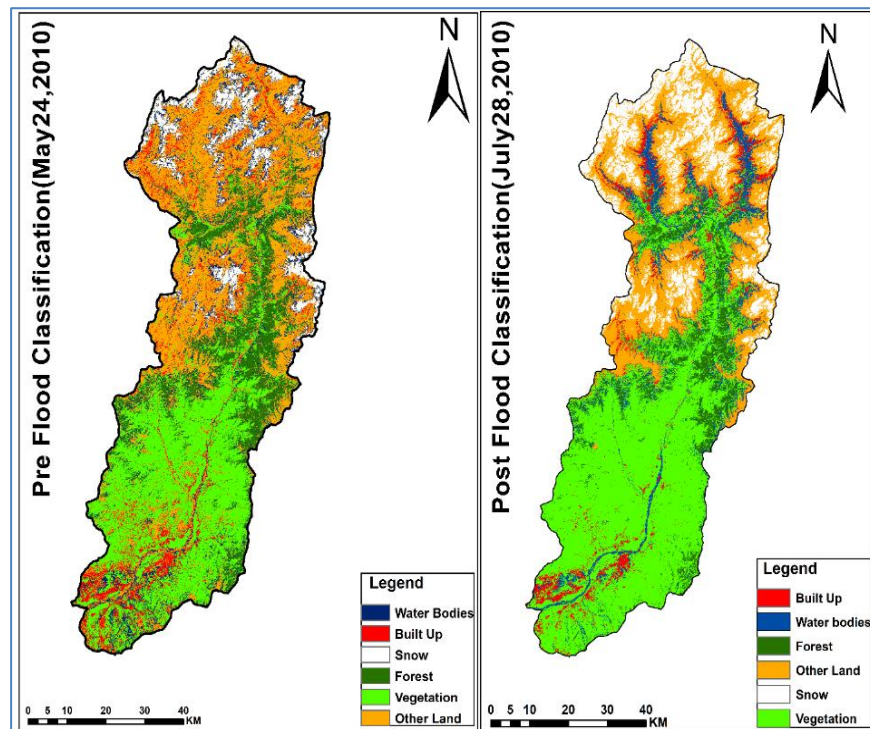 Pre Flood Classification(May24,2010)
N
Legend
Water Bodies
Built Up
Snow
Forest
Vegetation
Other Land
0 5 10 20 30 40
KM
Post Flood Classification(July28,2010)
N
Legend
Built Up
Water bodies
Forest
Other Land
Snow
Vegetation
0 5 10 20 30 40
KM